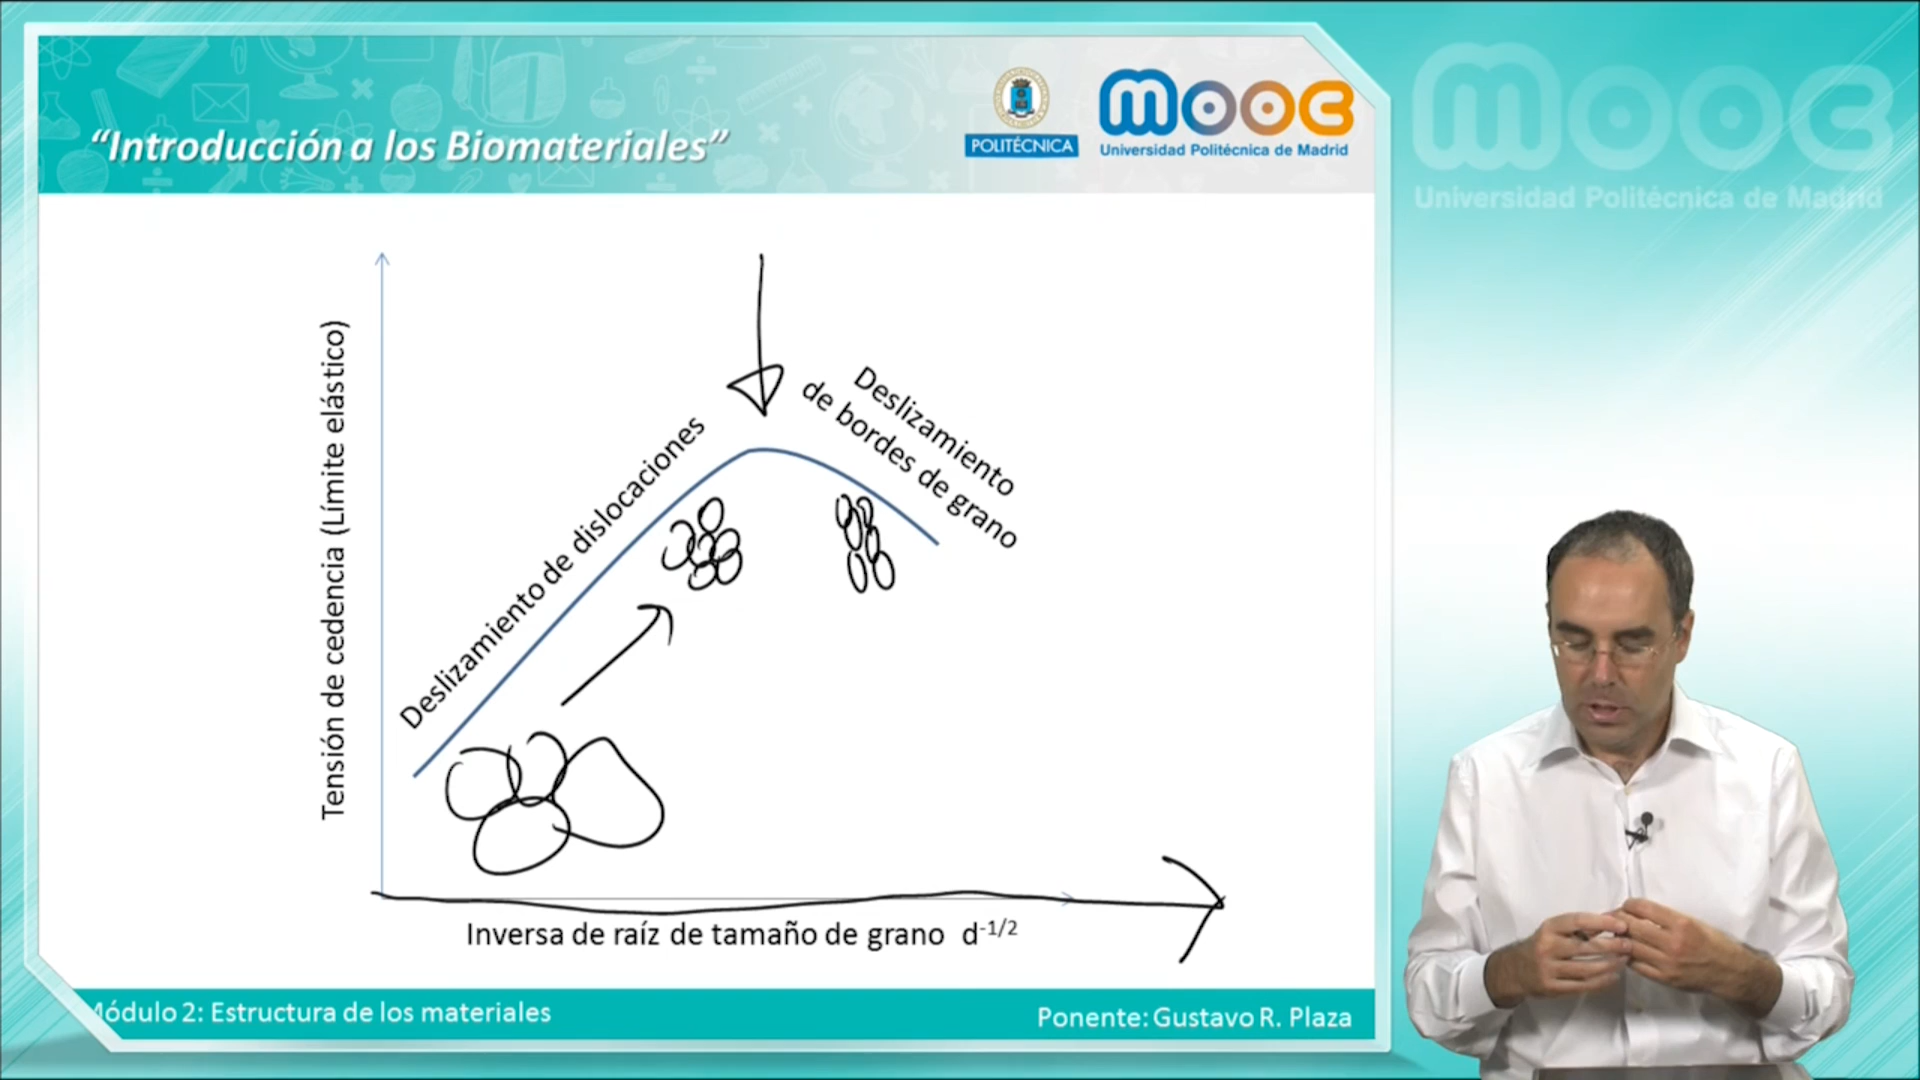 “Introducción a los Biomateriales”
POLITÉCNICA
mooc
Universidad Politécnica de Madrid
mooc
Universidad Politécnica de Madrid
Tensión de cedencia (Límite elástico)
Deslizamiento de dislocaciones
Deslizamiento
de bordes de grano
Inversa de raíz de tamaño de grano d-1/2
Módulo 2: Estructura de los materiales
Ponente: Gustavo R. Plaza